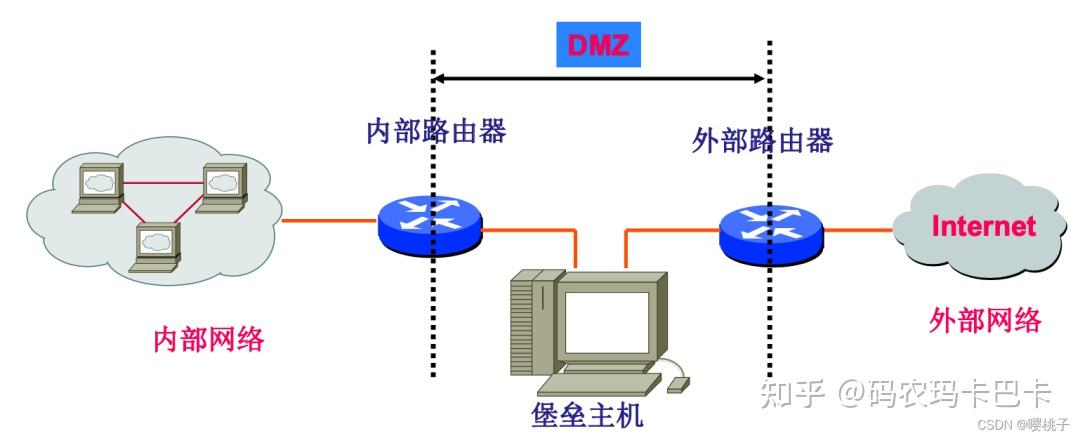 DMZ
内部路由器
外部路由器
Internet
内部网络
外部网络
堡垒主机
知乎 @码农玛卡巴卡
CSDN @嘤桃子